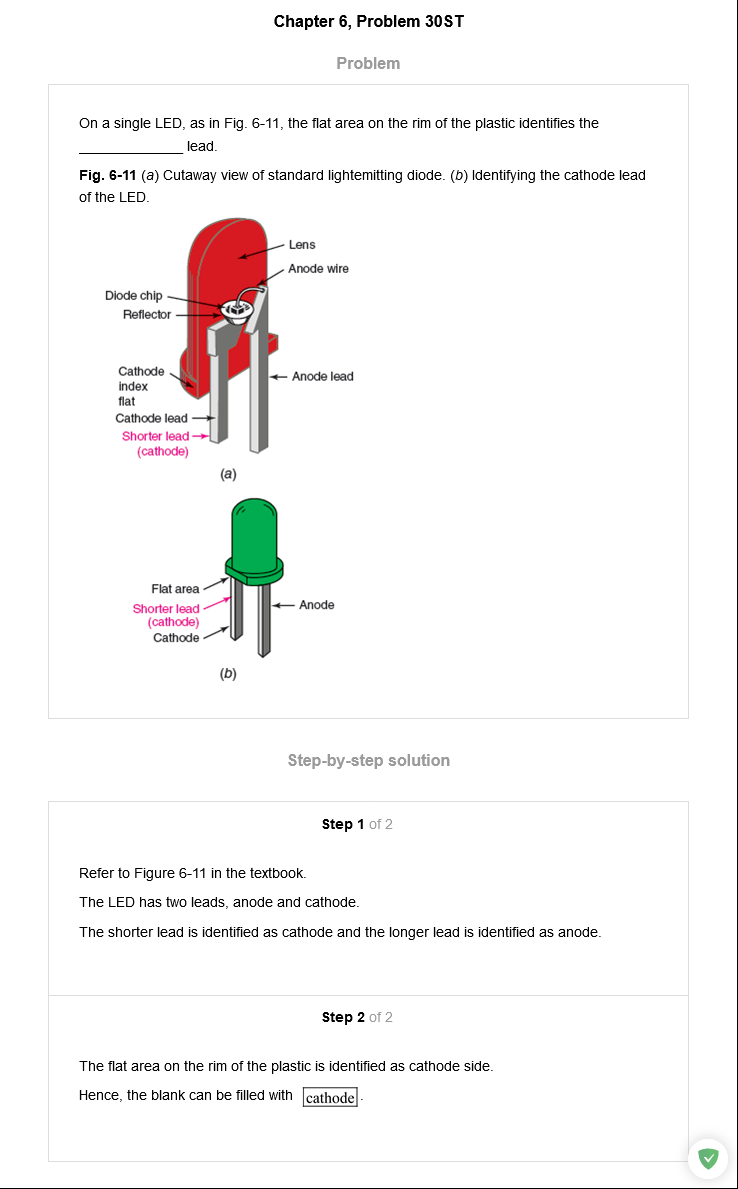 Chapter 6, Problem 30ST
Problem
On a single LED, as in Fig. 6-11, the flat area on the rim of the plastic identifies the
_____________ lead.
Fig. 6-11 (a) Cutaway view of standard lightemitting diode. (b) Identifying the cathode lead
of the LED.
Lens
Anode wire
Diode chip
Reflector
Cathode
index
flat
Anode lead
Cathode lead
Shorter lead
(cathode)
(a)
Flat area
Shorter lead
(cathode)
Cathode
Anode
(b)
Step-by-step solution
Step 1 of 2
Refer to Figure 6-11 in the textbook.
The LED has two leads, anode and cathode.
The shorter lead is identified as cathode and the longer lead is identified as anode.
Step 2 of 2
The flat area on the rim of the plastic is identified as cathode side.
Hence, the blank can be filled with cathode.